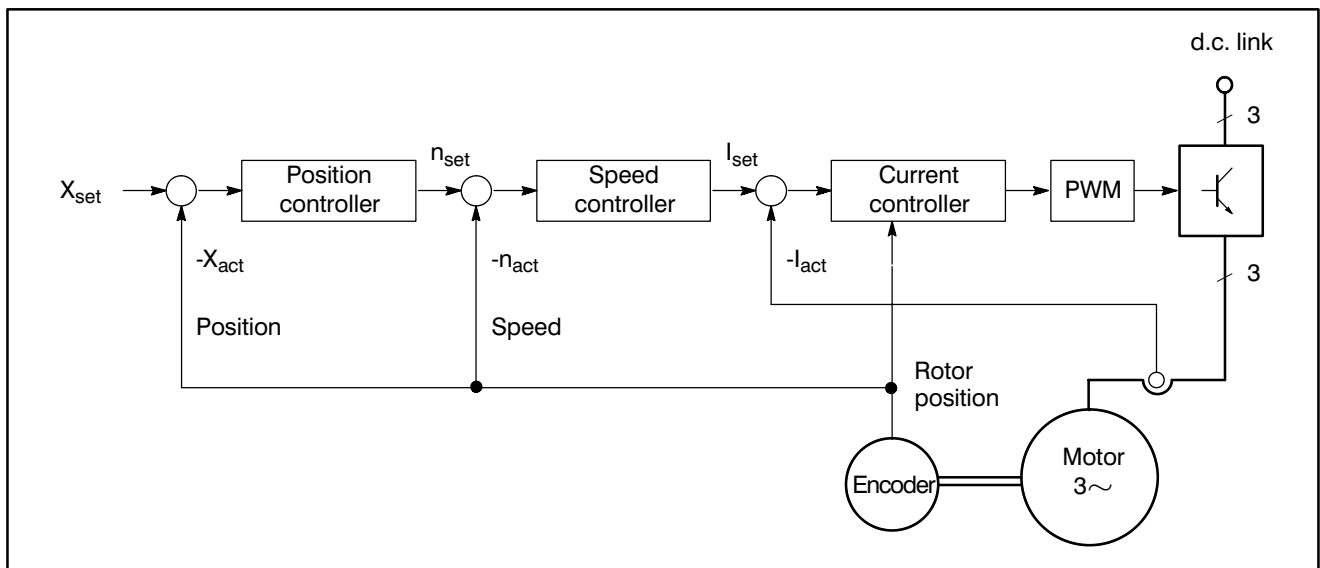 d.c. link
3
X_set
Position
controller
n_set
Speed
controller
I_set
Current
controller
PWM
-X_act
-n_act
-I_act
3
Position
Speed
Rotor
position
Encoder
Motor
3∼